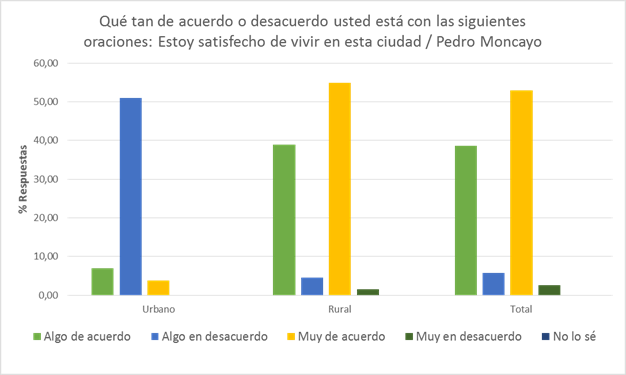 Qué tan de acuerdo o desacuerdo usted está con las siguientes
oraciones: Estoy satisfecho de vivir en esta ciudad / Pedro Moncayo
60,00
50,00
40,00
30,00
20,00
10,00
0,00
% Respuestas
Urbano Rural Total
Algo de acuerdo Algo en desacuerdo Muy de acuerdo Muy en desacuerdo No lo sé